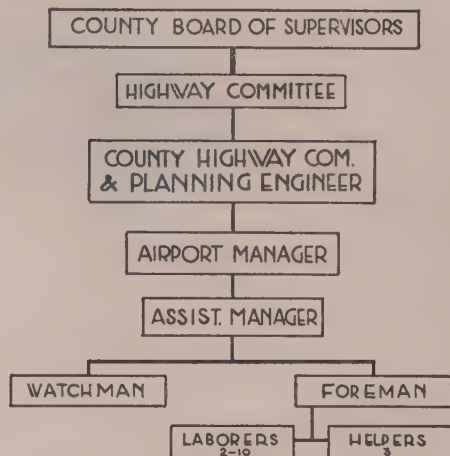 COUNTY BOARD OF SUPERVISORS
HIGHWAY COMMITTEE
COUNTY HIGHWAY COM.
& PLANNING ENGINEER
AIRPORT MANAGER
ASSIST. MANAGER
WATCHMAN
FOREMAN
LABORERS
2-10
HELPERS
3